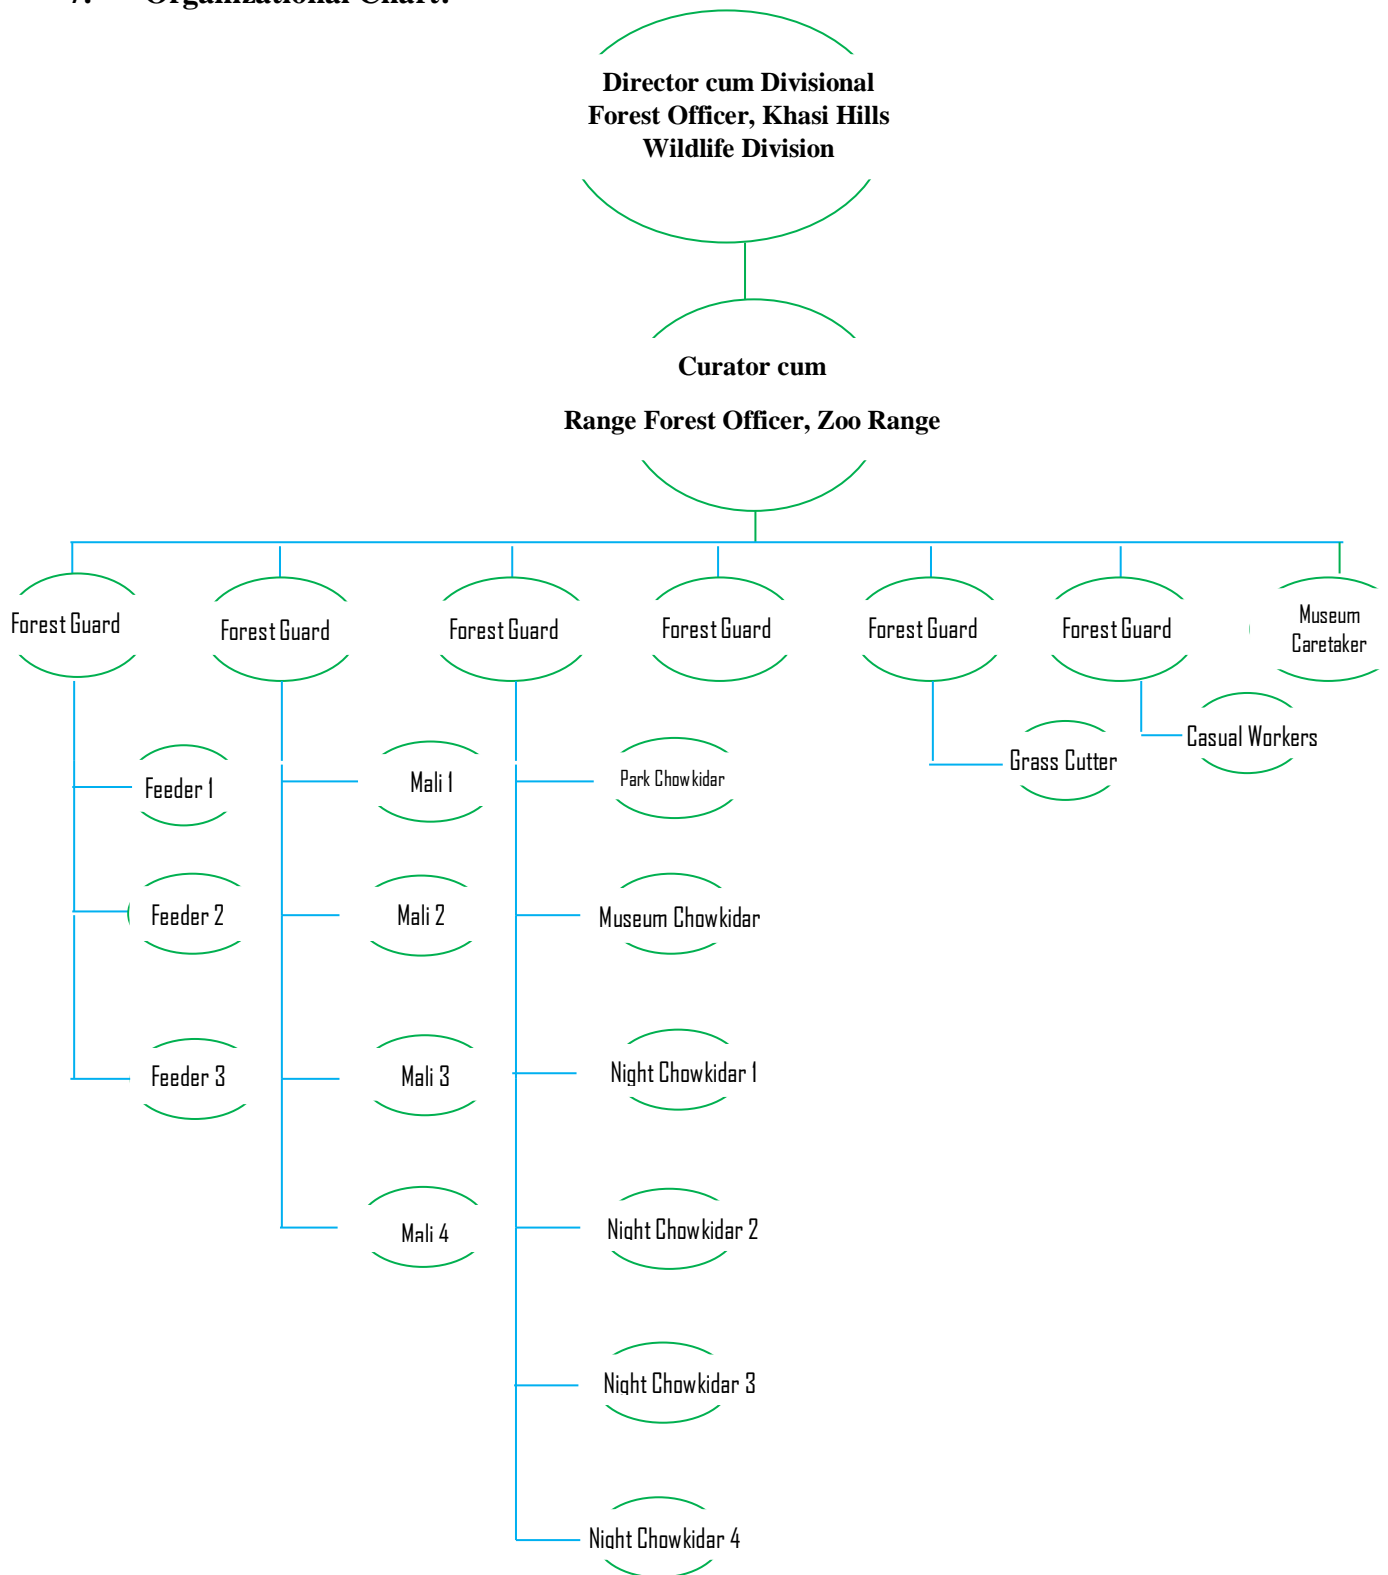 7. Organizational Chart:
Director cum Divisional
Forest Officer, Khasi Hills
Wildlife Division
Curator cum
Range Forest Officer, Zoo Range
Forest Guard
Forest Guard
Forest Guard
Forest Guard
Forest Guard
Forest Guard
Museum
Caretaker
Feeder 1
Feeder 2
Feeder 3
Mali 1
Mali 2
Mali 3
Mali 4
Park Chowkidar
Museum Chowkidar
Night Chowkidar 1
Night Chowkidar 2
Night Chowkidar 3
Night Chowkidar 4
Grass Cutter
Casual Workers